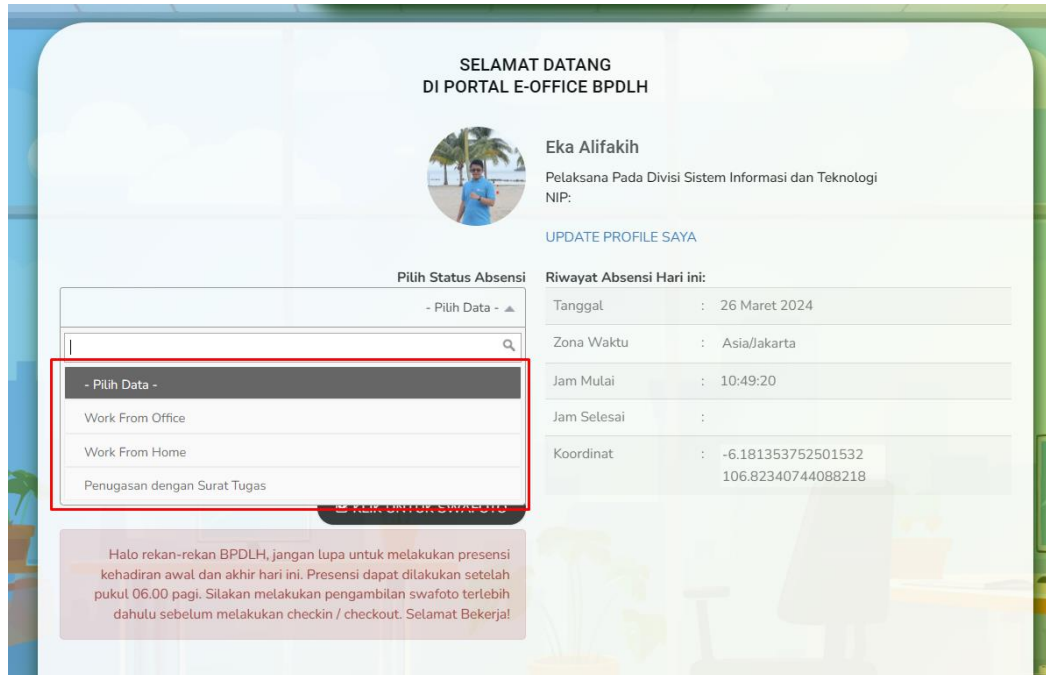 SELAMAT DATANG
DI PORTAL E-OFFICE BPDLH
Eka Alifakih
Pelaksana Pada Divisi Sistem Informasi dan Teknologi
NIP:
UPDATE PROFILE SAYA
Pilih Status Absensi
- Pilih Data -
- Pilih Data -
Work From Office
Work From Home
Penugasan dengan Surat Tugas
KLIK UNTUK SWAFOTO
Halo rekan-rekan BPDLH, jangan lupa untuk melakukan presensi
kehadiran awal dan akhir hari ini. Presensi dapat dilakukan setelah
pukul 06.00 pagi. Silakan melakukan pengambilan swafoto terlebih
dahulu sebelum melakukan checkin / checkout. Selamat Bekerja!
Riwayat Absensi Hari ini:
Tanggal : 26 Maret 2024
Zona Waktu : Asia/Jakarta
Jam Mulai : 10:49:20
Jam Selesai :
Koordinat : -6.181353752501532
106.82340744088218